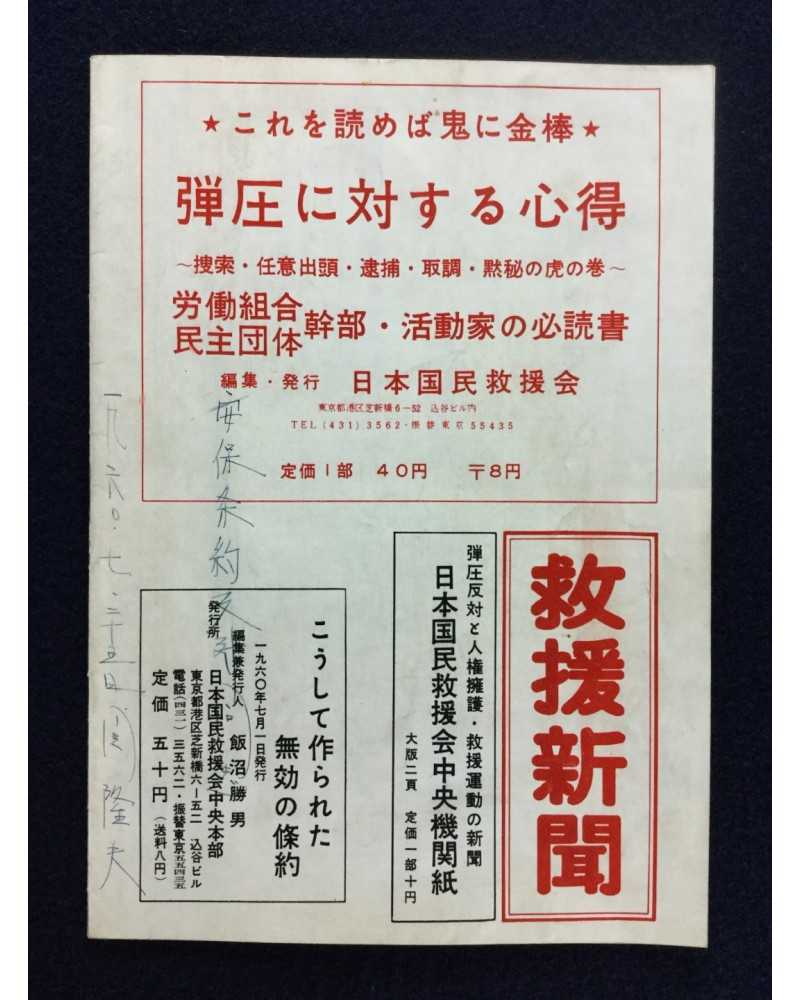 ★これを読めば鬼に金棒★
弾圧に対する心得
～捜索・任意出頭・逮捕・取調・黙秘の虎の巻～
労働組合
民主団体
幹部・活動家の必読書
編集・発行 日本国民救援会
東京都港区芝新橋6－52 込谷ビル内
TEL(431)3562・振替東京55435
定価1部 40円 〒8円
救援新聞
弾圧反対と人権擁護・救援運動の新聞
日本国民救援会中央機関紙
大版二頁 定価一部十円
こうして作られた
無効の條約
一九六〇年七月一日発行
編集兼発行人 飯沼勝男
発行所
日本国民救援会中央本部
東京都港区芝新橋六ー五二 込谷ビル
電話(四三一)三五六二・振替東京五五四三五
定価 五十円(送料八円)
安保条約
一九六〇・七・二十五日
隆夫